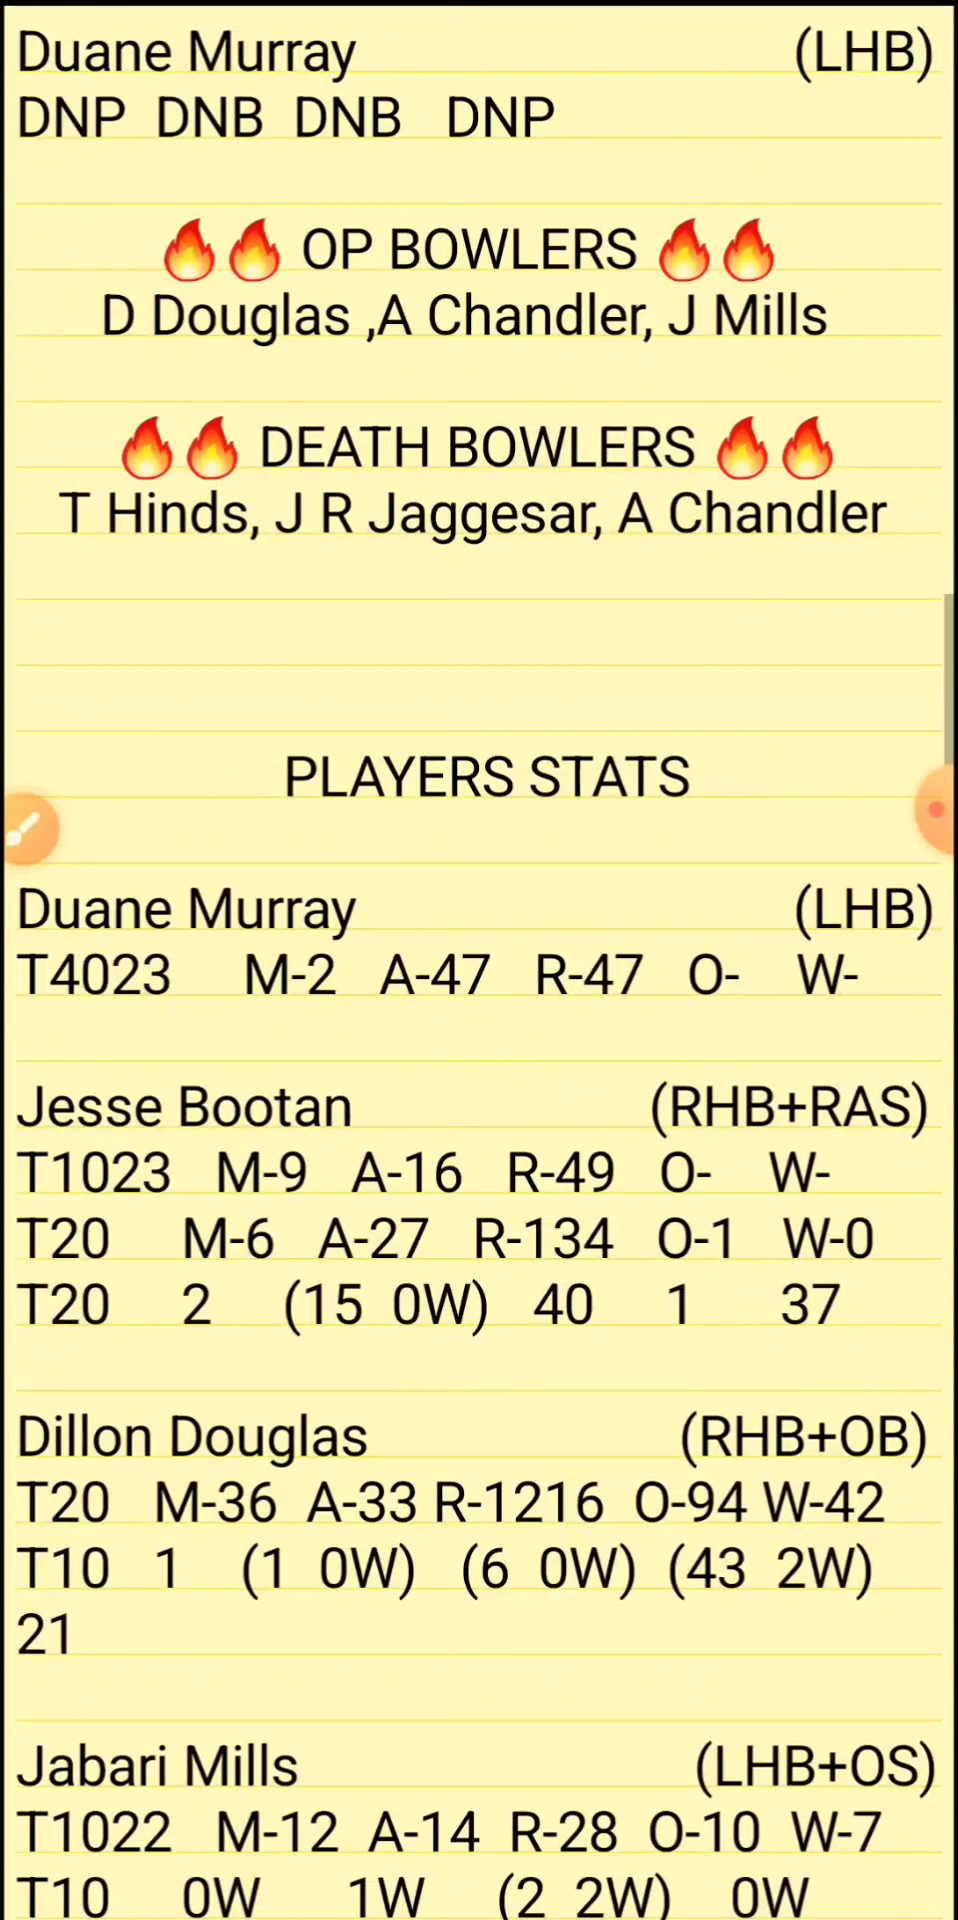 Duane Murray (LHB)
DNP DNB DNB DNP
🔥🔥 OP BOWLERS 🔥🔥
D Douglas ,A Chandler, J Mills
🔥🔥 DEATH BOWLERS 🔥🔥
T Hinds, J R Jaggesar, A Chandler
PLAYERS STATS
Duane Murray (LHB)
T4023 M-2 A-47 R-47 O- W-
Jesse Bootan (RHB+RAS)
T1023 M-9 A-16 R-49 O- W-
T20 M-6 A-27 R-134 O-1 W-0
T20 2 (15 0W) 40 1 37
Dillon Douglas (RHB+OB)
T20 M-36 A-33 R-1216 O-94 W-42
T10 1 (1 0W) (6 0W) (43 2W)
21
Jabari Mills (LHB+OS)
T1022 M-12 A-14 R-28 O-10 W-7
T10 0W 1W (2 2W) 0W